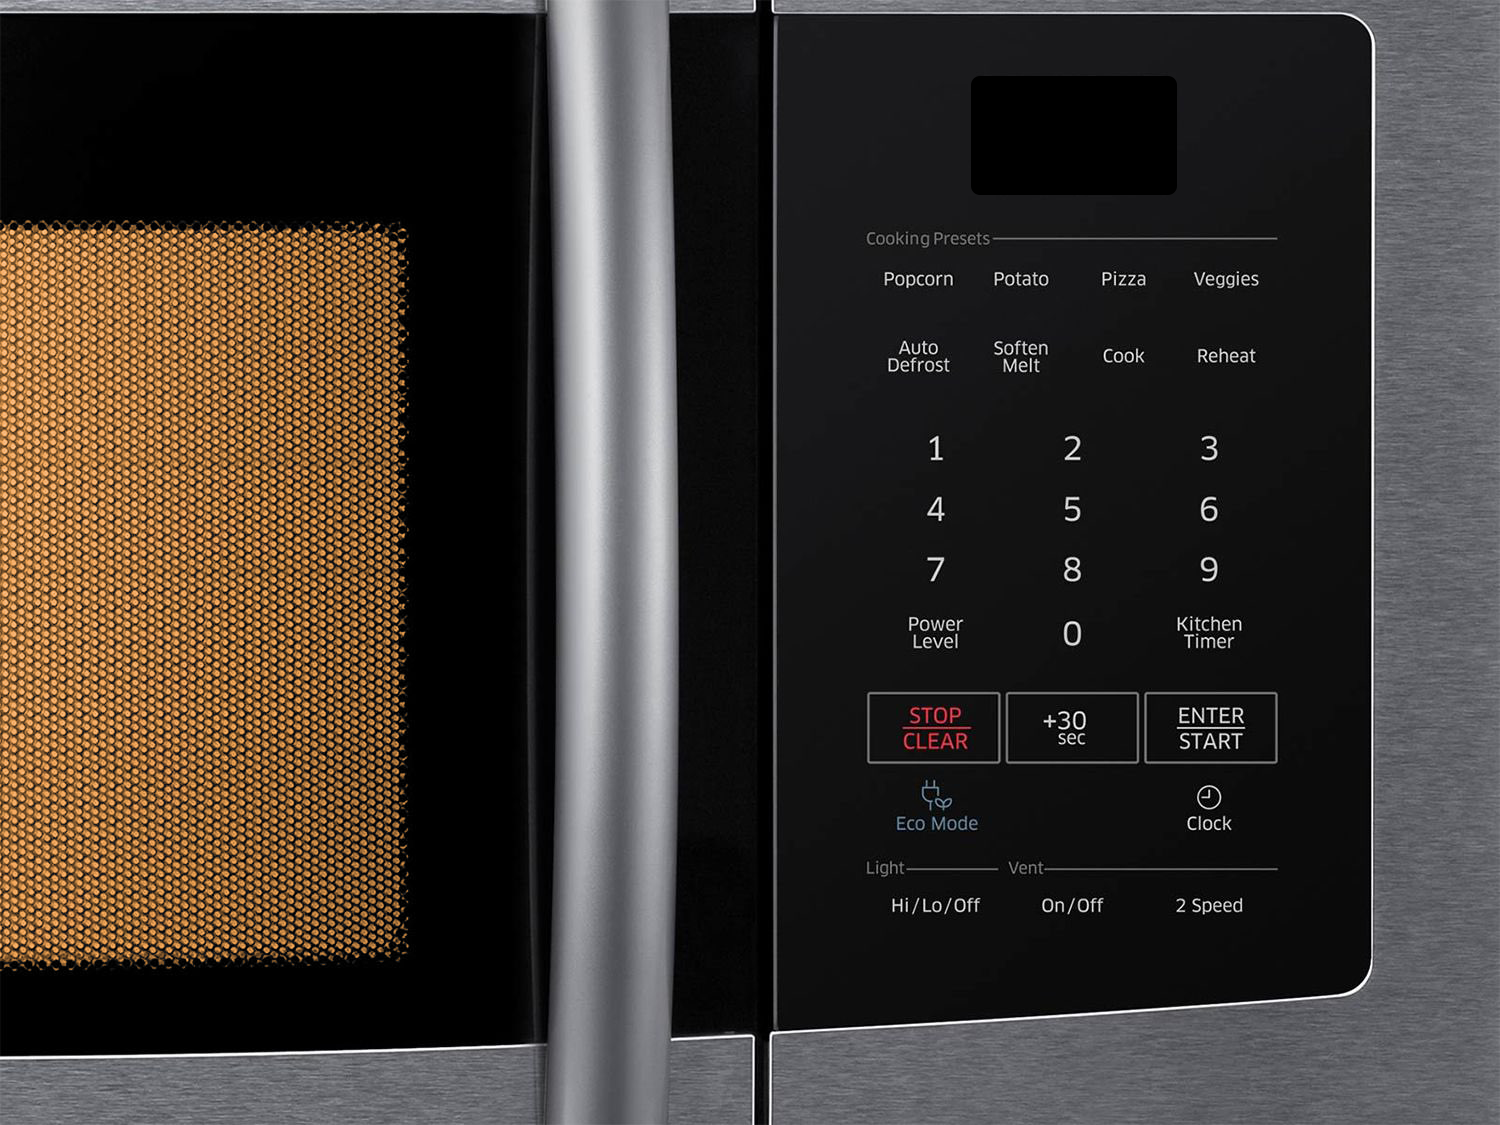 Cooking Presets
Popcorn Potato Pizza Veggies
Auto Defrost Soften Melt Cook Reheat
1 2 3
4 5 6
7 8 9
Power Level 0 Kitchen Timer
STOP CLEAR +30 sec ENTER START
Eco Mode Clock
Light Vent
Hi/Lo/Off On/Off 2 Speed